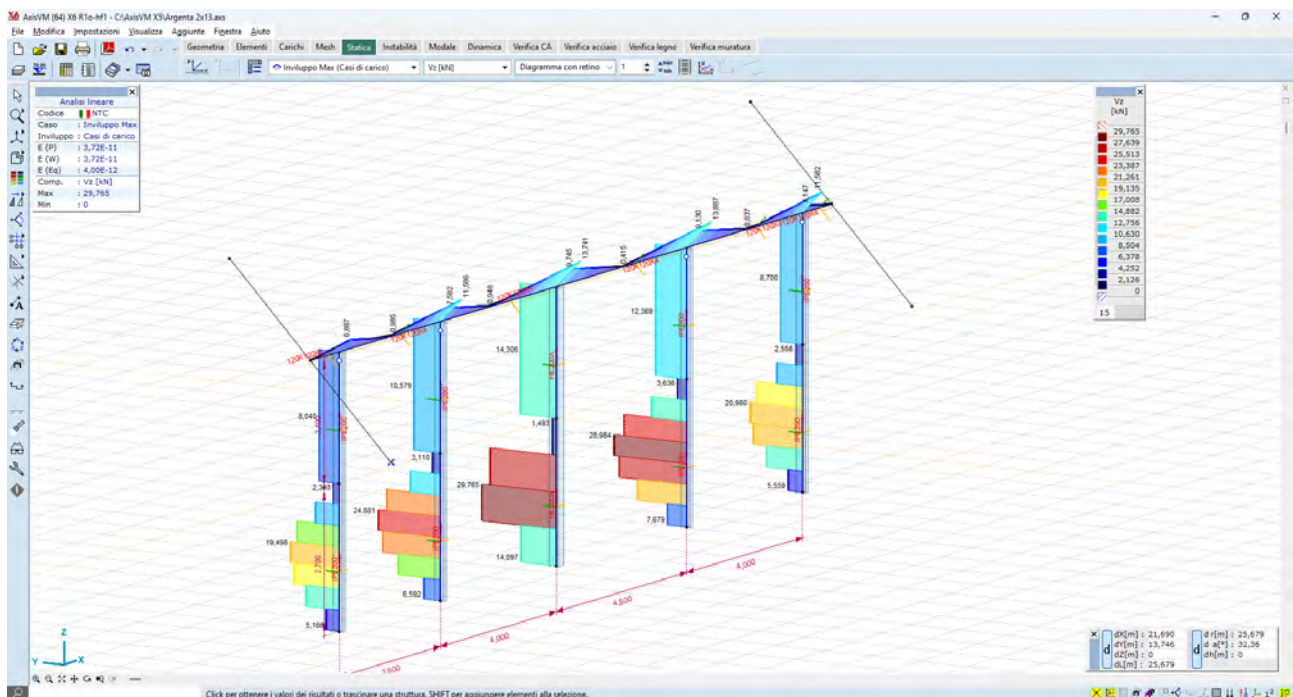 AxisVM (64) X6 R1o-hf1 - C:\AxisVM X5\Argenta 2x13.axs
File Modifica Impostazioni Visualizza Aggiunte Finestra Aiuto
Geometria Elementi Carichi Mesh Statica Instabilità Modale Dinamica Verifica CA Verifica acciaio Verifica legno Verifica muratura
Inviluppo Max (Casi di carico) Vz [kN] Diagramma con retino 1
Analisi lineare
Codice NTC
Caso : Inviluppo Max
Inviluppo : Casi di carico
E (P) : 3,72E-11
E (W) : 3,72E-11
E (Eq) : 4,00E-12
Comp. : Vz [kN]
Max : 29,765
Min : 0
Vz
[kN]
29,765
27,639
25,513
23,387
21,261
19,135
17,008
14,882
12,756
10,630
8,504
6,378
4,252
2,126
0
15
11,582
13,887
13,741
11,586
6,887
8,700
2,558
20,980
5,559
12,369
3,636
28,984
7,679
14,306
1,493
29,765
14,097
10,579
3,110
24,881
6,592
8,040
19,498
2,700
5,166
4,000
4,500
4,000
3,600
Z
Y
X
dX[m] : 21,690
dY[m] : 13,746
dZ[m] : 0
dL[m] : 25,679
d r[m] : 25,679
d a[°] : 32,36
dh[m] : 0
d
d
Click per ottenere i valori dei risultati o trascinare una struttura. SHIFT per aggiungere elementi alla selezione.